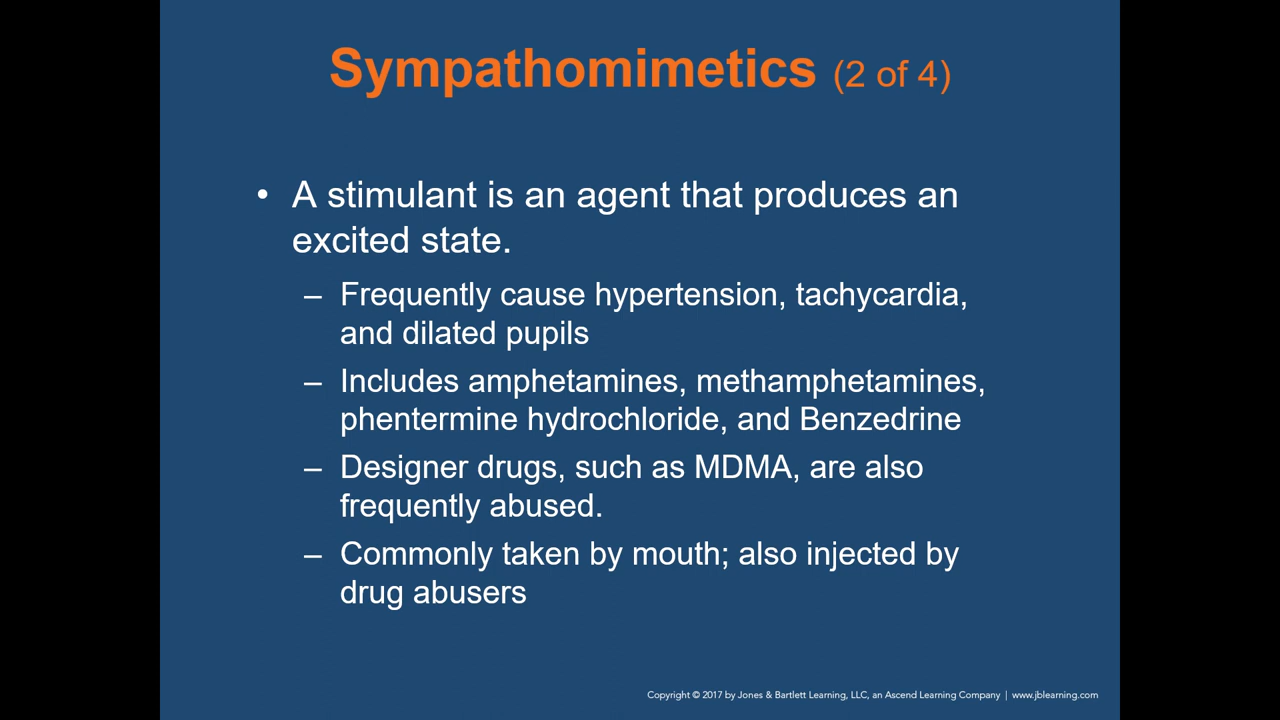 Sympathomimetics (2 of 4)
• A stimulant is an agent that produces an
excited state.
– Frequently cause hypertension, tachycardia,
and dilated pupils
– Includes amphetamines, methamphetamines,
phentermine hydrochloride, and Benzedrine
– Designer drugs, such as MDMA, are also
frequently abused.
– Commonly taken by mouth; also injected by
drug abusers
Copyright © 2017 by Jones & Bartlett Learning, LLC, an Ascend Learning Company | www.jblearning.com